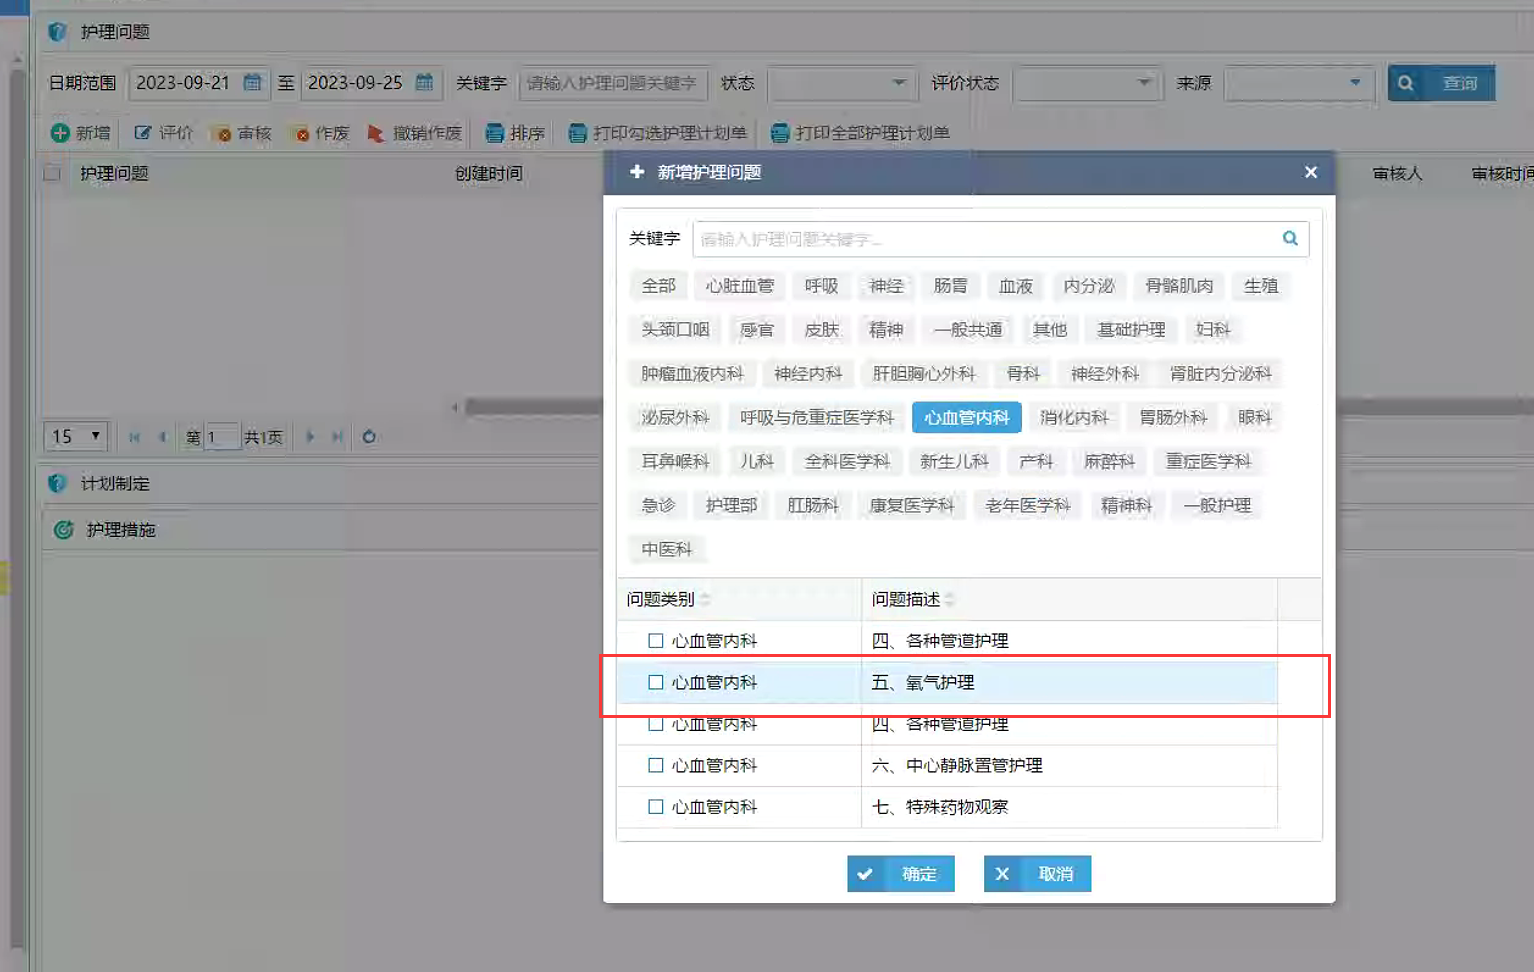 护理问题
日期范围 2023-09-21 至 2023-09-25 关键字 请输入护理问题关键字 状态 评价状态 来源 查询
新增 评价 审核 作废 撤销作废 排序 打印勾选护理计划单 打印全部护理计划单
护理问题 创建时间 审核人 审核时间
新增护理问题
关键字 请输入护理问题关键字...
全部 心脏血管 呼吸 神经 肠胃 血液 内分泌 骨骼肌肉 生殖
头颈口咽 感官 皮肤 精神 一般共通 其他 基础护理 妇科
肿瘤血液内科 神经内科 肝胆胸心外科 骨科 神经外科 肾脏内分泌科
泌尿外科 呼吸与危重症医学科 心血管内科 消化内科 胃肠外科 眼科
耳鼻喉科 儿科 全科医学科 新生儿科 产科 麻醉科 重症医学科
急诊 护理部 肛肠科 康复医学科 老年医学科 精神科 一般护理
中医科
问题类别 问题描述
心血管内科 四、各种管道护理
心血管内科 五、氧气护理
心血管内科 四、各种管道护理
心血管内科 六、中心静脉置管护理
心血管内科 七、特殊药物观察
确定 取消
15 第 1 共1页
计划制定
护理措施